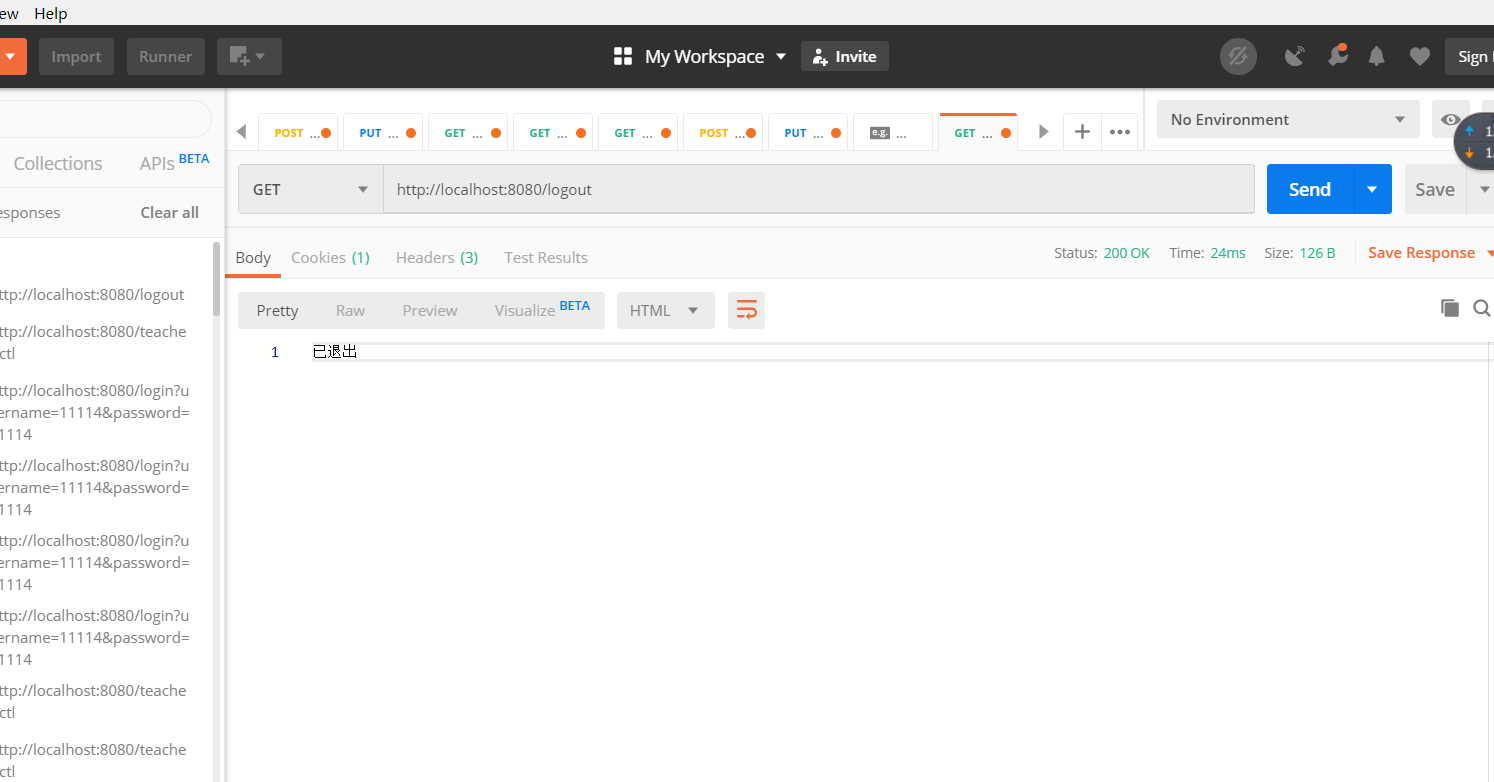 ew Help
Import Runner My Workspace Invite Sign
POST ... PUT ... GET ... GET ... GET ... POST ... PUT ... e.g. ... GET ... + No Environment
GET http://localhost:8080/logout Send Save
Collections APIs BETA
esponses Clear all
Body Cookies (1) Headers (3) Test Results Status: 200 OK Time: 24ms Size: 126 B Save Response
Pretty Raw Preview Visualize BETA HTML
1 已退出
ttp://localhost:8080/logout
ttp://localhost:8080/teache
ctl
ttp://localhost:8080/login?u
ername=11114&password=
1114
ttp://localhost:8080/login?u
ername=11114&password=
1114
ttp://localhost:8080/login?u
ername=11114&password=
1114
ttp://localhost:8080/login?u
ername=11114&password=
1114
ttp://localhost:8080/teache
ctl
ttp://localhost:8080/teache
ctl